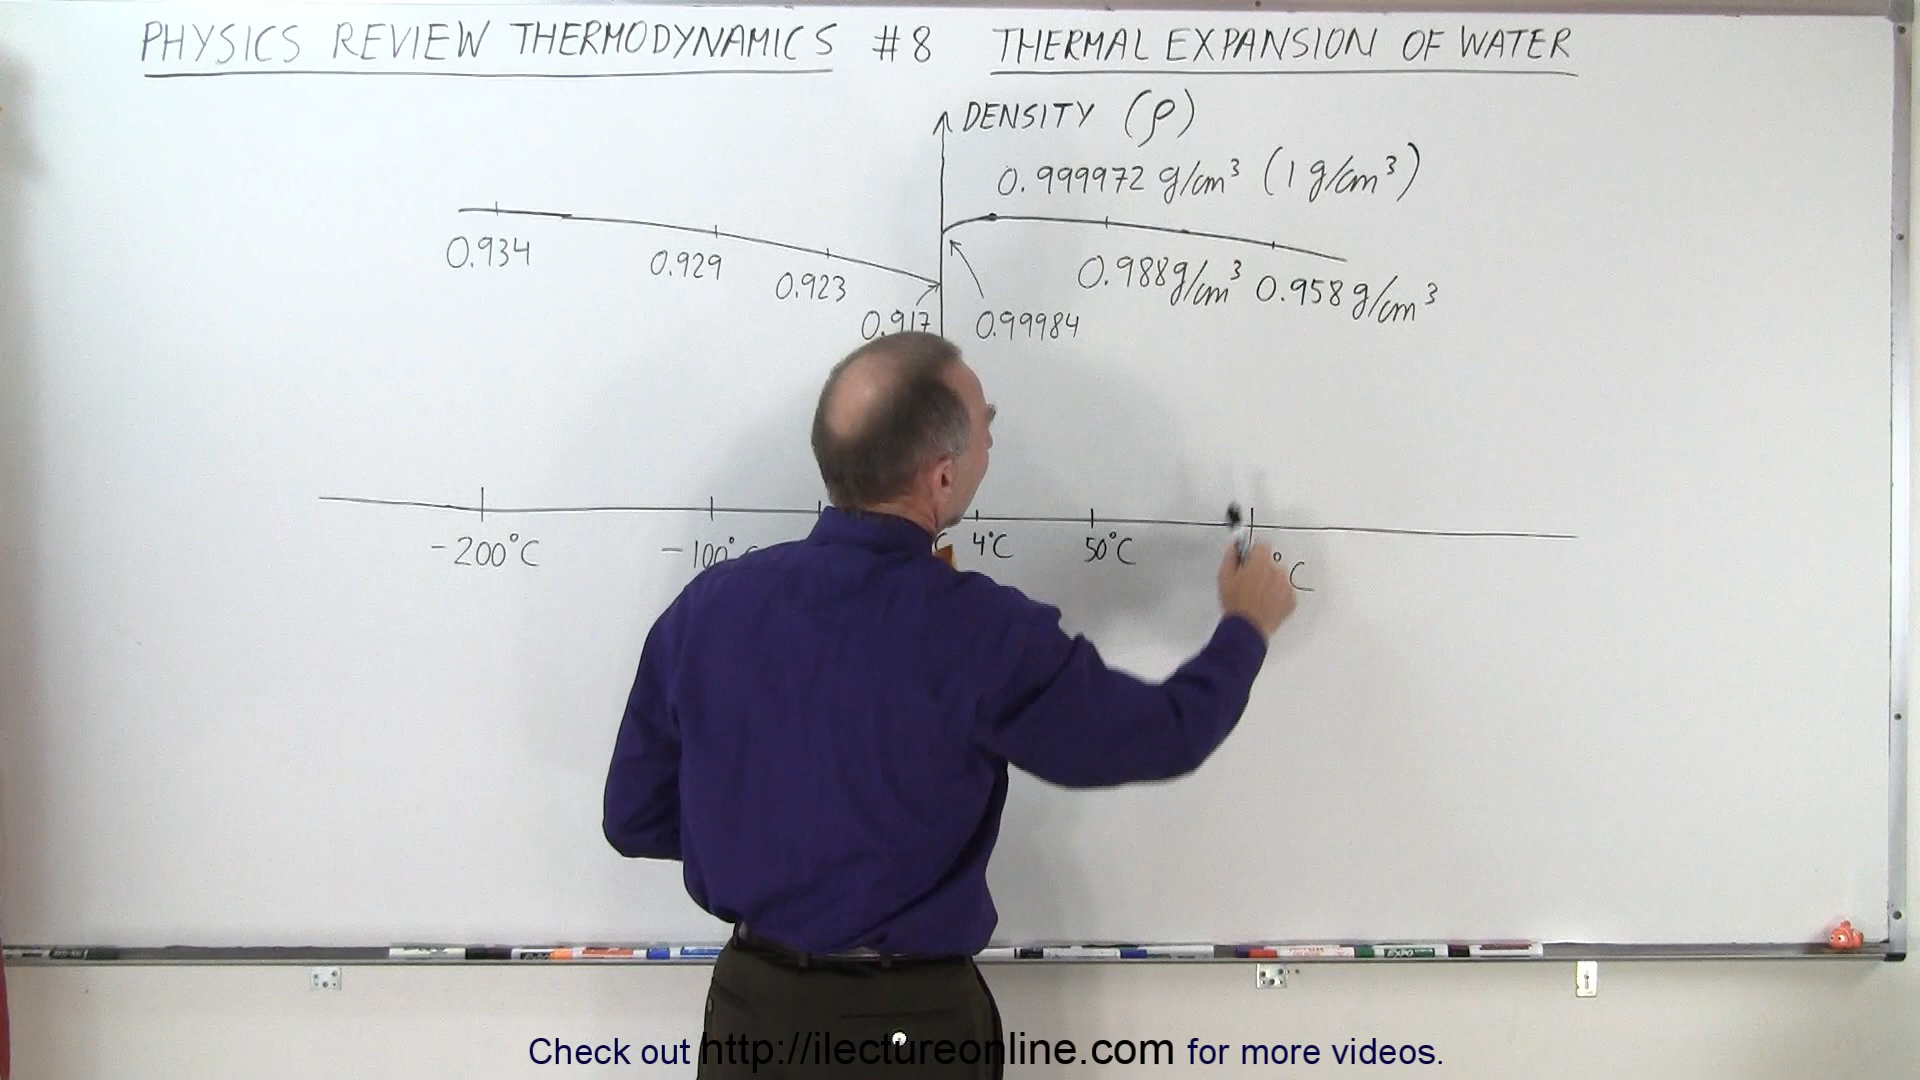 PHYSICS REVIEW THERMODYNAMICS #8 THERMAL EXPANSION OF WATER
DENSITY (ρ)
0.999972 g/cm³ (1 g/cm³)
0.934
0.929
0.923
0.917
0.99984
0.988 g/cm³
0.958 g/cm³
-200°C
-100°C
4°C
50°C
°C
EXPO
Check out http://ilectureonline.com for more videos.